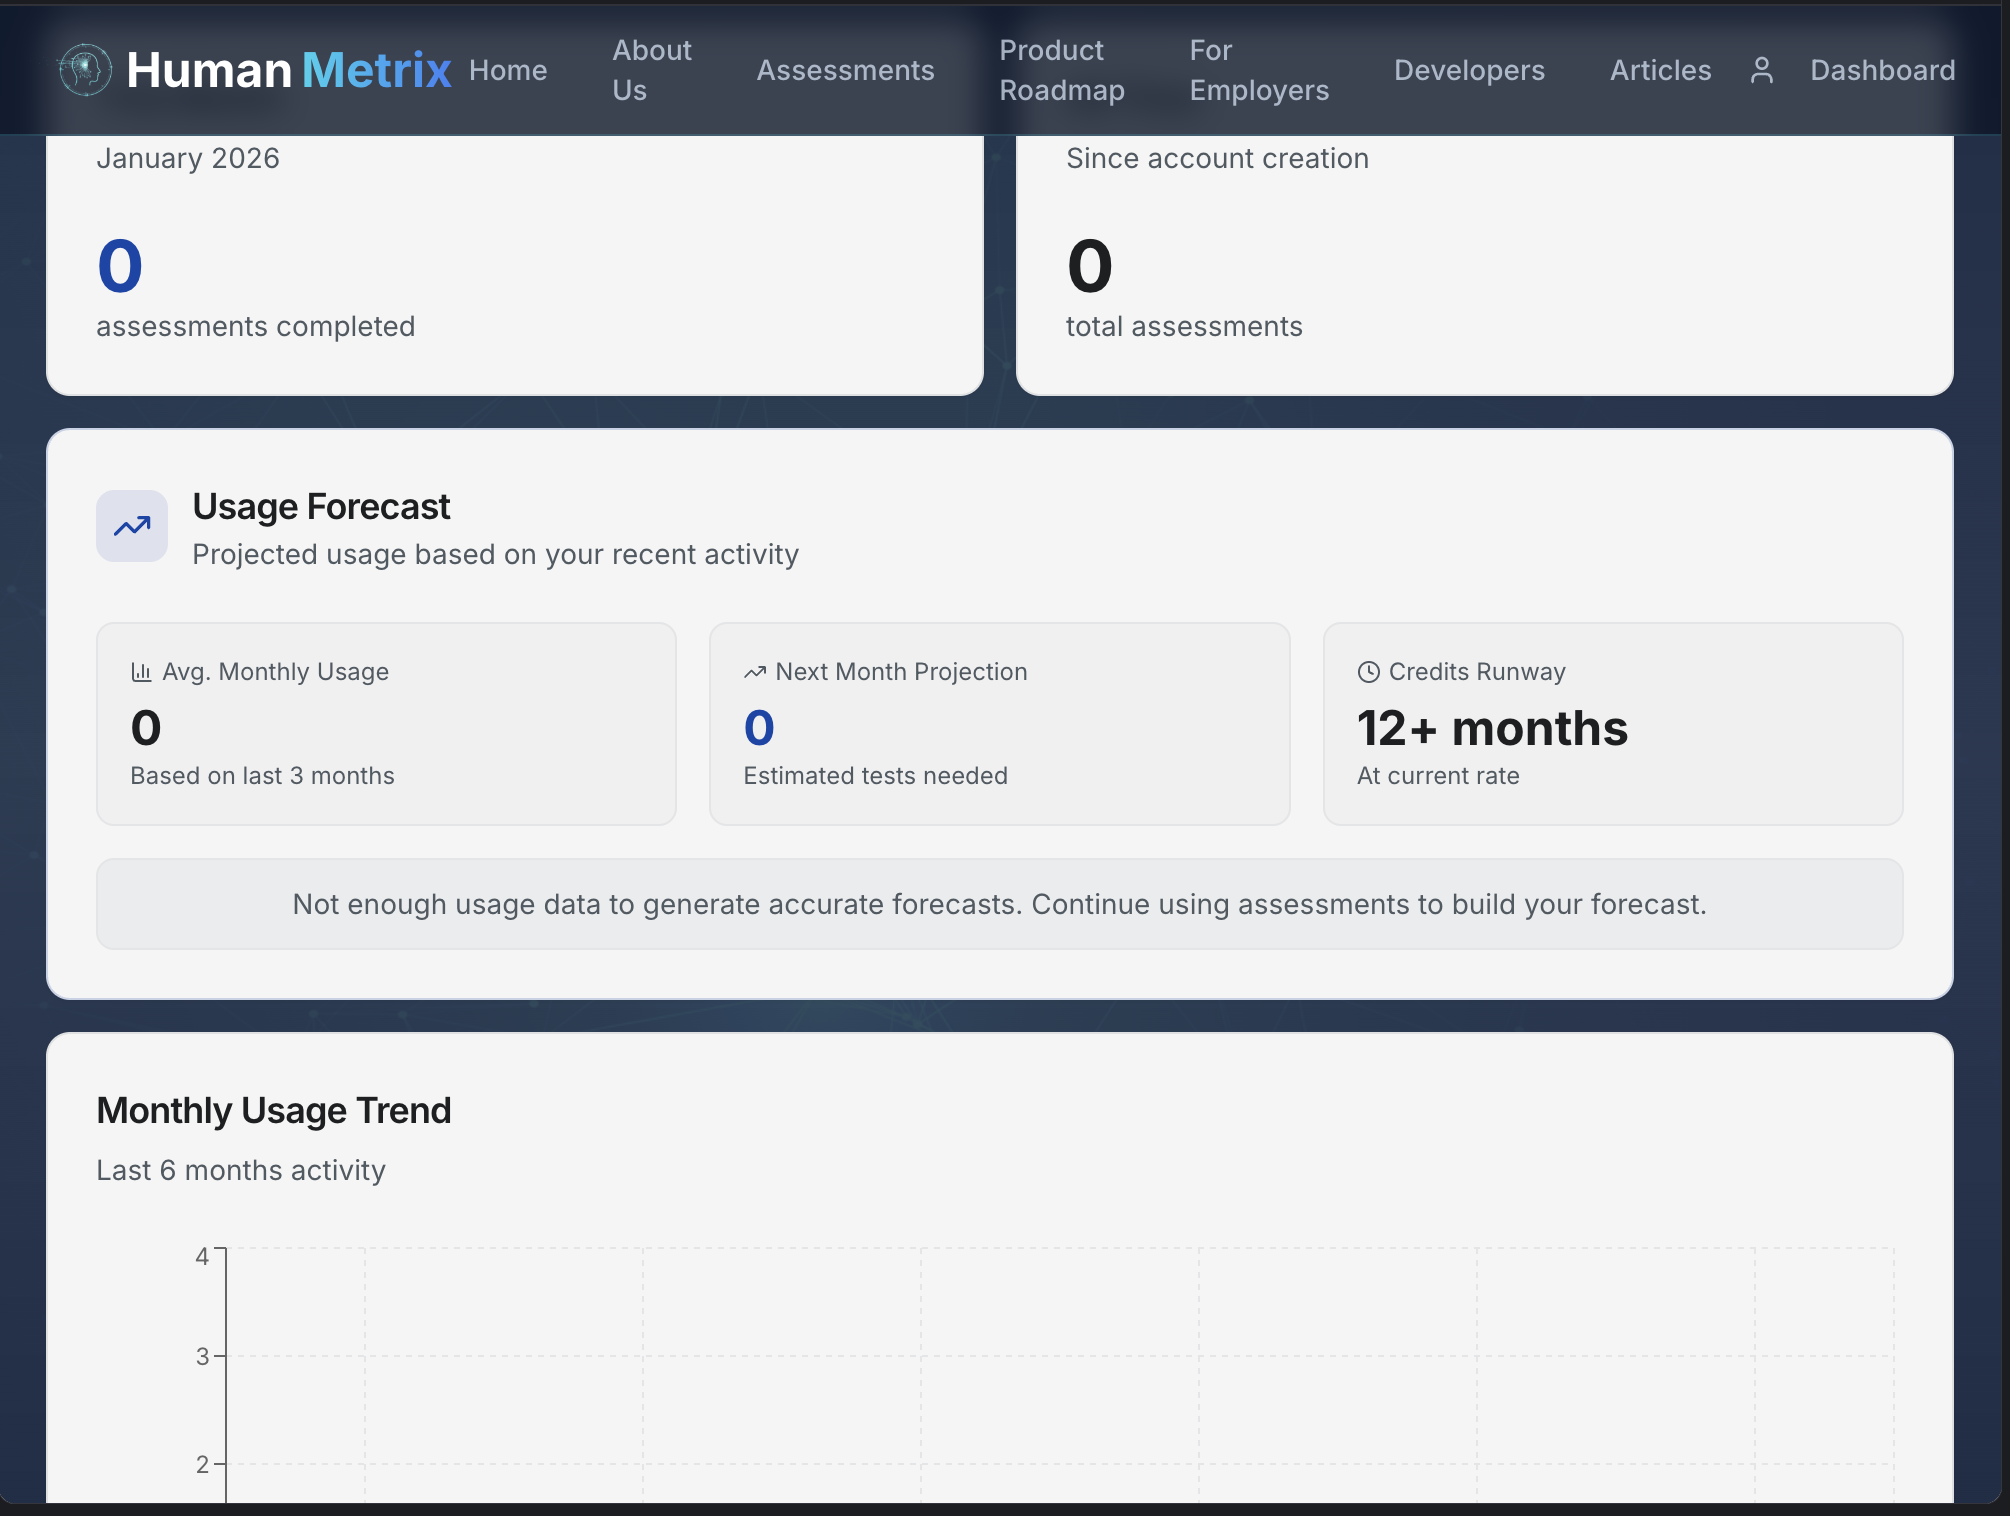 Human Metrix
Home
About
Us
Assessments
Product
Roadmap
For
Employers
Developers
Articles
Dashboard
January 2026
0
assessments completed
Since account creation
0
total assessments
Usage Forecast
Projected usage based on your recent activity
Avg. Monthly Usage
0
Based on last 3 months
Next Month Projection
0
Estimated tests needed
Credits Runway
12+ months
At current rate
Not enough usage data to generate accurate forecasts. Continue using assessments to build your forecast.
Monthly Usage Trend
Last 6 months activity
4
3
2